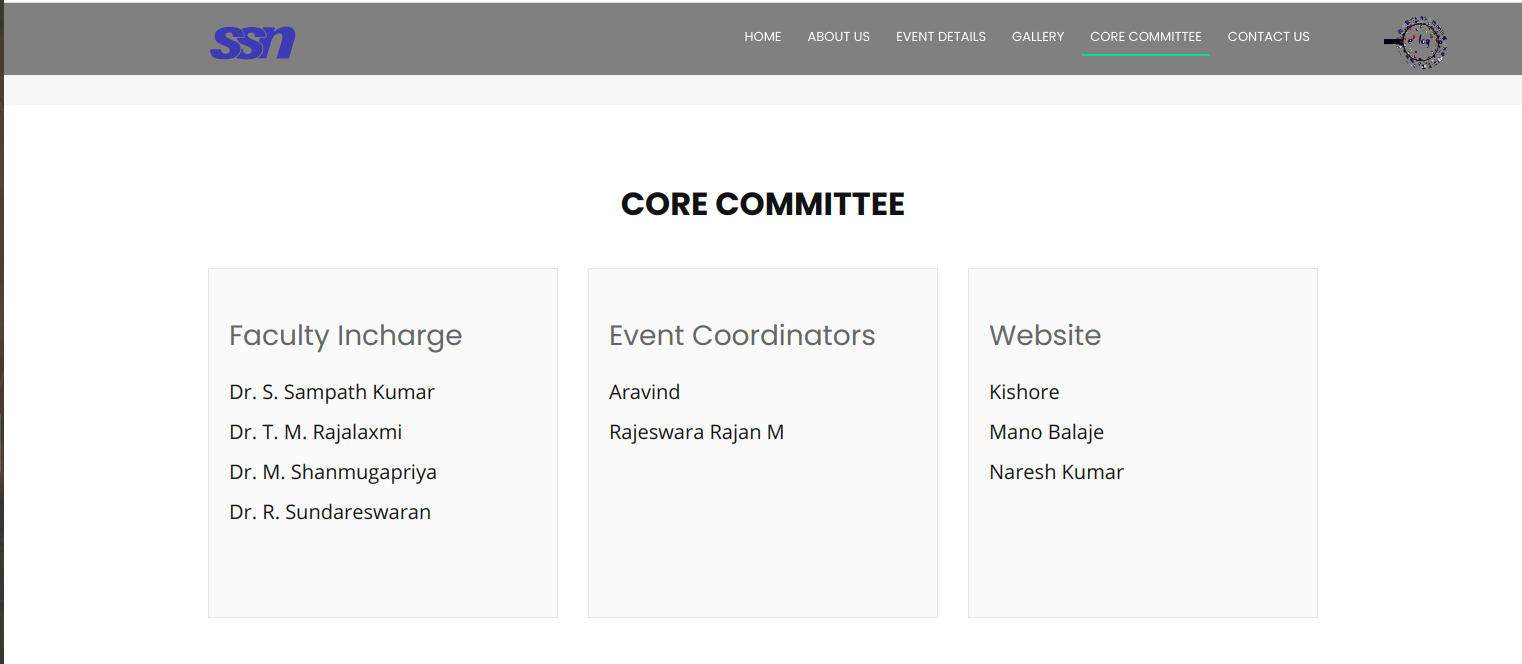 ssn
HOME ABOUT US EVENT DETAILS GALLERY CORE COMMITTEE CONTACT US
CORE COMMITTEE
Faculty Incharge
Dr. S. Sampath Kumar
Dr. T. M. Rajalaxmi
Dr. M. Shanmugapriya
Dr. R. Sundareswaran
Event Coordinators
Aravind
Rajeswara Rajan M
Website
Kishore
Mano Balaje
Naresh Kumar